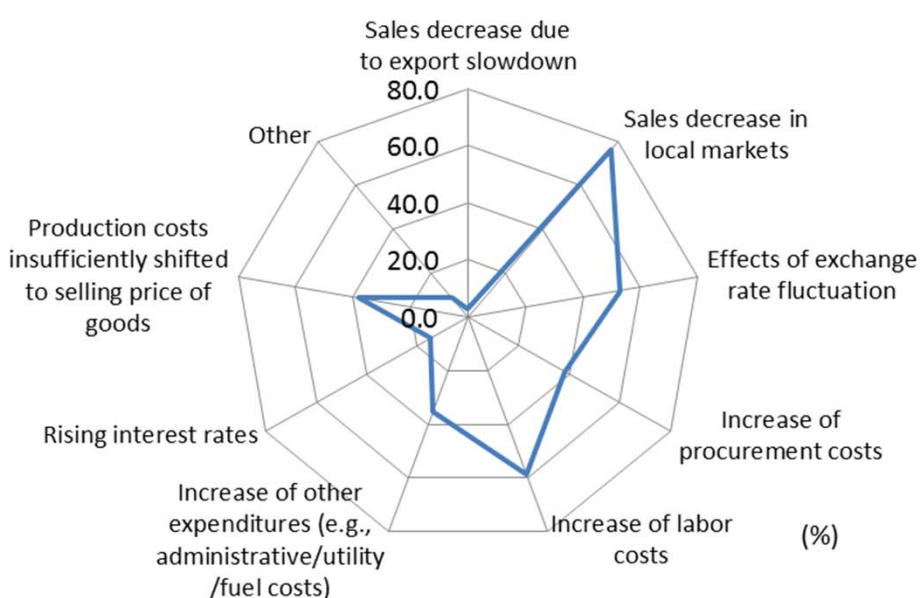 Sales decrease due
to export slowdown
80.0
60.0
40.0
20.0
0.0
Sales decrease in
local markets
Effects of exchange
rate fluctuation
Increase of
procurement costs
Increase of labor
costs
(%)
Increase of other
expenditures (e.g.,
administrative/utility
/fuel costs)
Rising interest rates
Production costs
insufficiently shifted
to selling price of
goods
Other